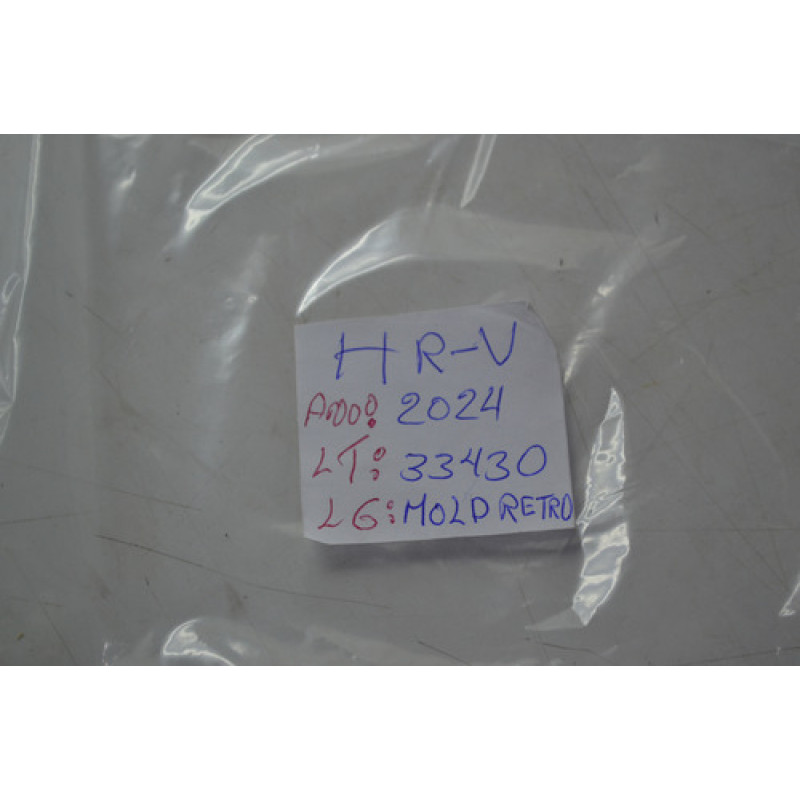 HR-V
Ano: 2024
LT: 33430
LG: MOLD RETRO